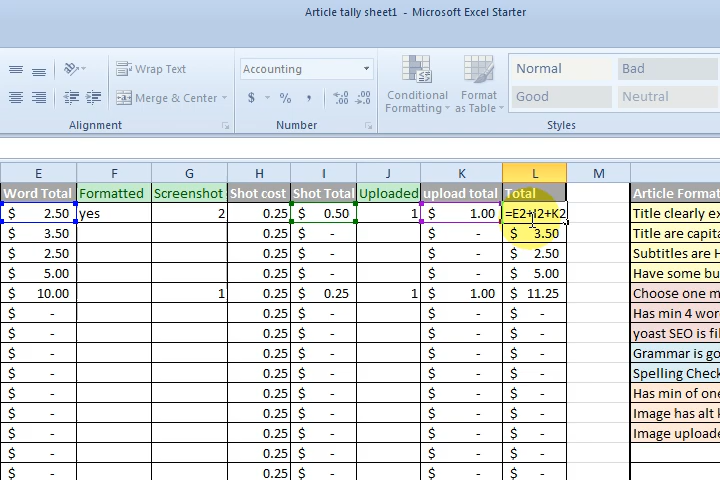 Article tally sheet1 - Microsoft Excel Starter
Wrap Text Accounting Normal Bad
Merge & Center $ % , .0 .00 .00 .0 Conditional Formatting Format as Table Good Neutral
Alignment Number Styles
E F G H I J K L M
Word Total Formatted Screenshot Shot cost Shot Total Uploaded upload total Total Article Format
$ 2.50 yes 2 0.25 $ 0.50 1 $ 1.00 =E2+I2+K2 Title clearly ex
$ 3.50 0.25 $ - $ - $ 3.50 Title are capita
$ 2.50 0.25 $ - $ - $ 2.50 Subtitles are H
$ 5.00 0.25 $ - $ - $ 5.00 Have some bu
$ 10.00 1 0.25 $ 0.25 1 $ 1.00 $ 11.25 Choose one m
$ - 0.25 $ - $ - $ - Has min 4 wor
$ - 0.25 $ - $ - $ - yoast SEO is fil
$ - 0.25 $ - $ - $ - Grammar is go
$ - 0.25 $ - $ - $ - Spelling Check
$ - 0.25 $ - $ - $ - Has min of one
$ - 0.25 $ - $ - $ - Image has alt
$ - 0.25 $ - $ - $ - Image uploade
$ - 0.25 $ - $ - $ -
$ - 0.25 $ - $ - $ -